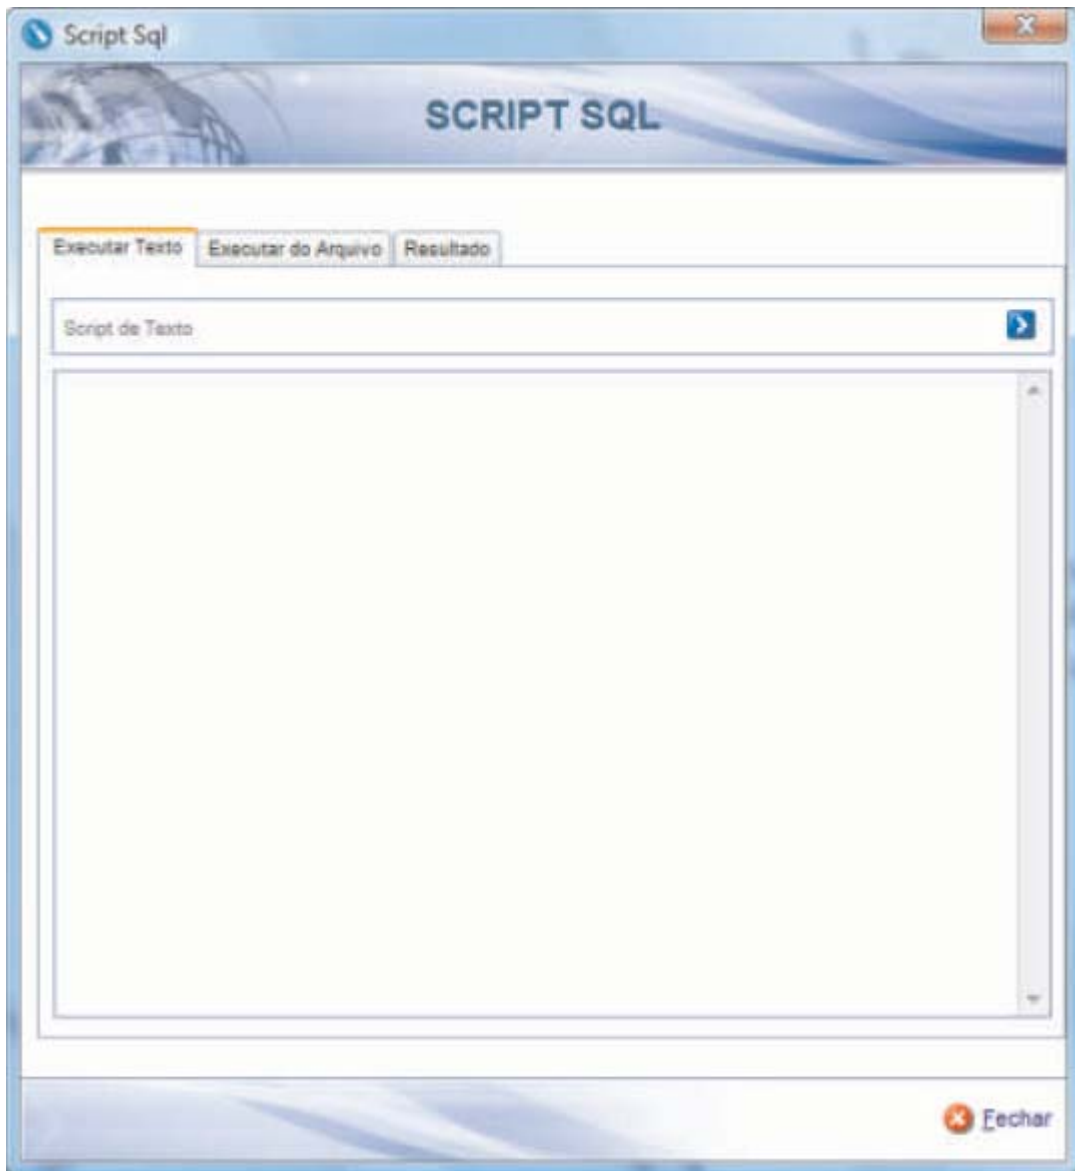 Script Sql
SCRIPT SQL
Executar Texto
Executar do Arquivo
Resultado
Script de Texto
Fechar